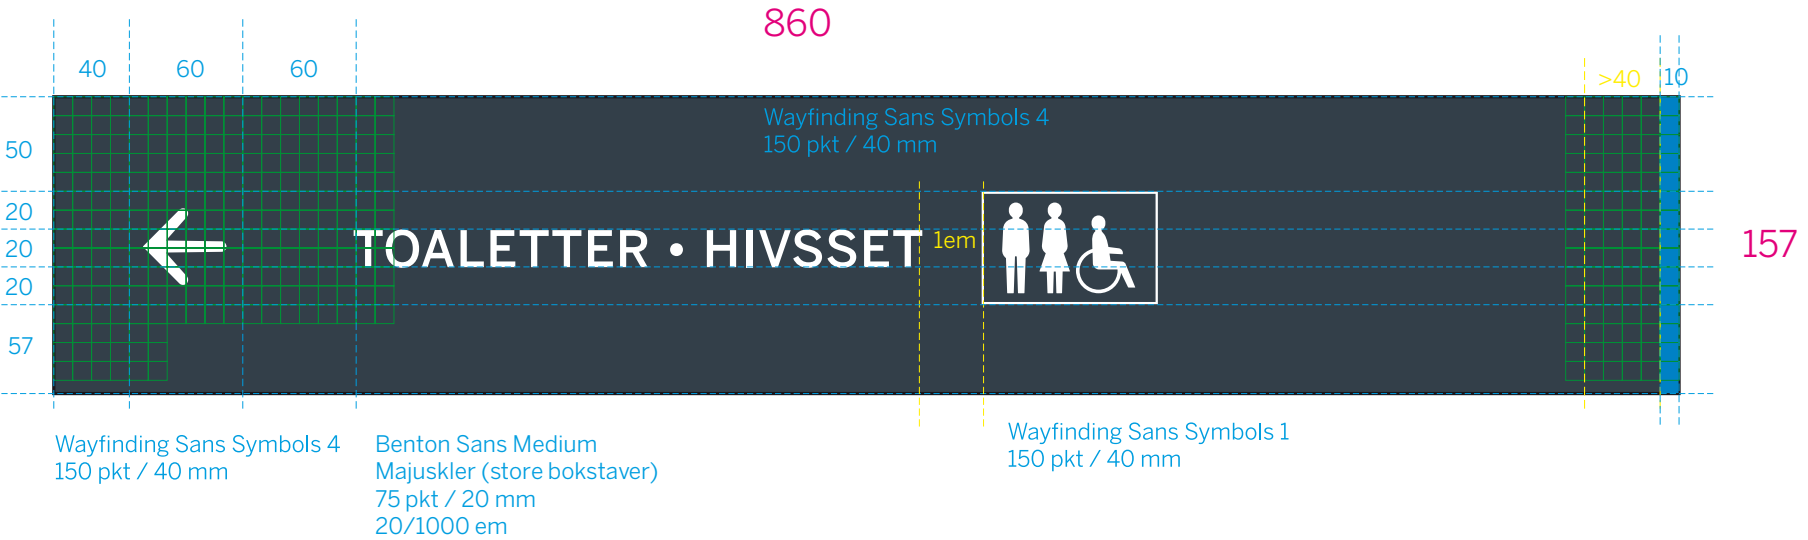 860
40
60
60
>40
10
Wayfinding Sans Symbols 4
150 pkt / 40 mm
50
20
20
20
57
TOALETTER • HIVSSET
1em
157
Wayfinding Sans Symbols 4
150 pkt / 40 mm
Benton Sans Medium
Majuskler (store bokstaver)
75 pkt / 20 mm
20/1000 em
Wayfinding Sans Symbols 1
150 pkt / 40 mm